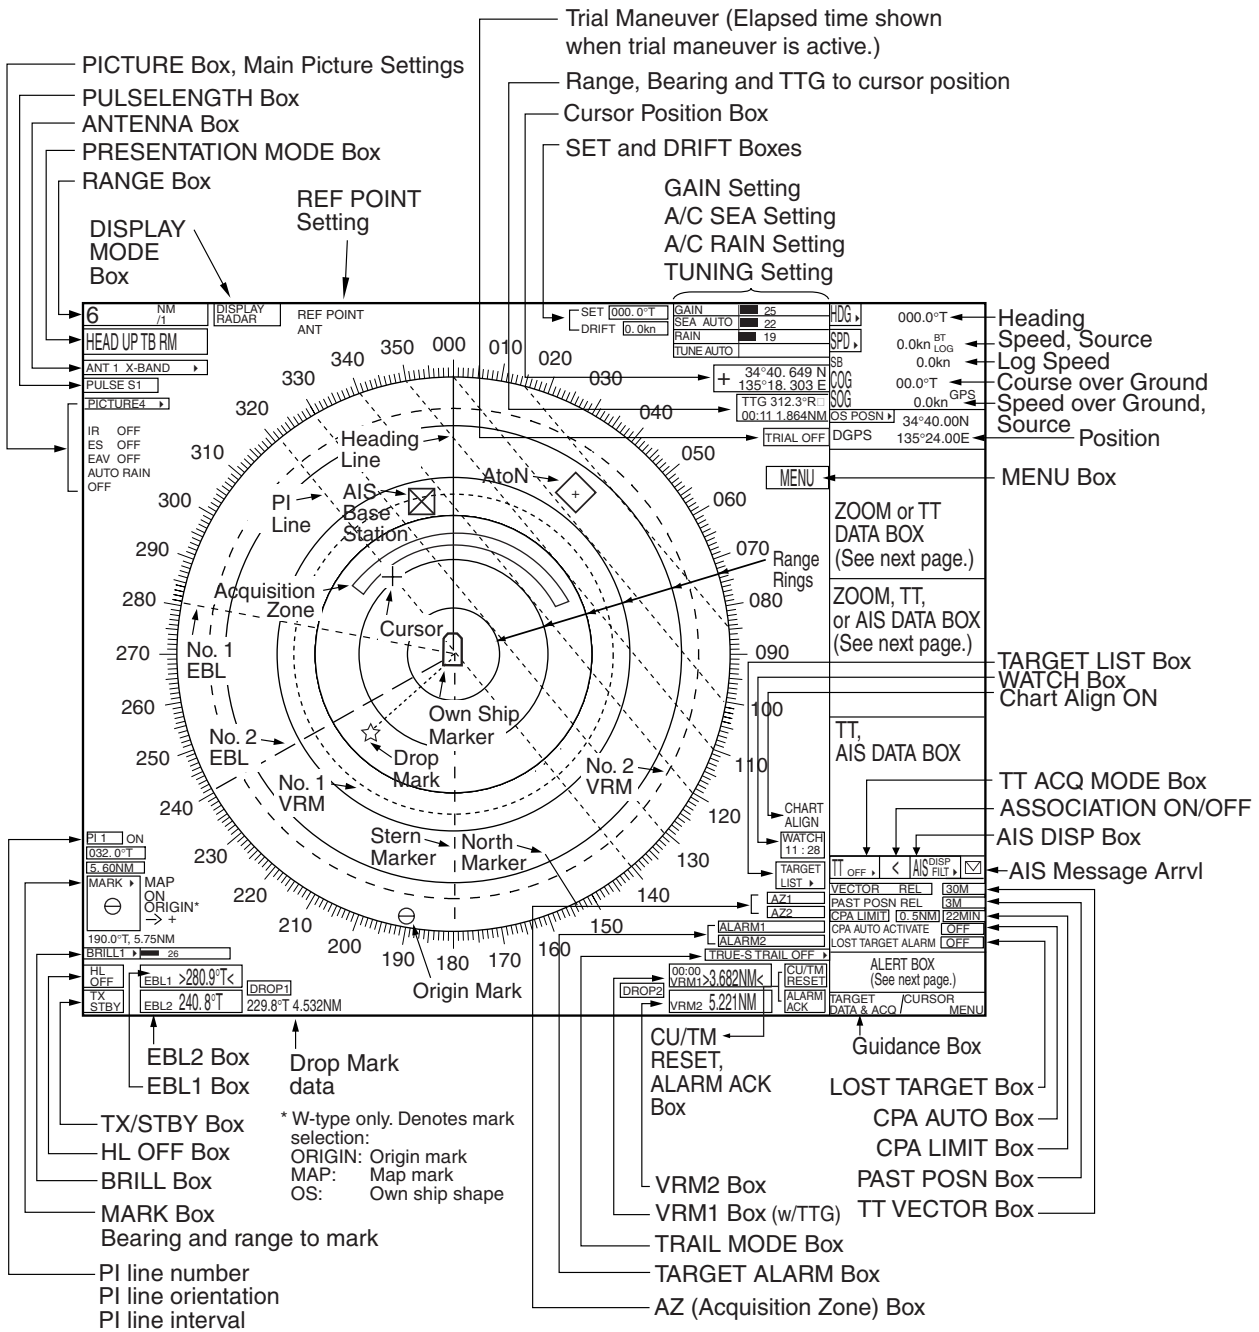 Trial Maneuver (Elapsed time shown
when trial maneuver is active.)
PICTURE Box, Main Picture Settings
Range, Bearing and TTG to cursor position
PULSELENGTH Box
Cursor Position Box
ANTENNA Box
SET and DRIFT Boxes
PRESENTATION MODE Box
RANGE Box
REF POINT
Setting
GAIN Setting
A/C SEA Setting
A/C RAIN Setting
TUNING Setting
DISPLAY
MODE
Box
6 NM
/1
DISPLAY
RADAR
REF POINT
ANT
HEAD UP TB RM
ANT 1 X-BAND
PULSE S1
PICTURE4
IR OFF
ES OFF
EAV OFF
AUTO RAIN
OFF
SET 000.0°T
DRIFT 0.0kn
GAIN 25
SEA AUTO 22
RAIN 19
TUNE AUTO
+ 34°40. 649 N
135°18. 303 E
TTG 312.3°R
00:11 1.864NM
TRIAL OFF
MENU
HDG 000.0°T
SPD 0.0kn BT
LOG
SB 0.0kn
COG 00.0°T
SOG 0.0kn GPS
OS POSN 34°40.00N
DGPS 135°24.00E
Heading
Speed, Source
Log Speed
Course over Ground
Speed over Ground,
Source
Position
MENU Box
000
010
020
030
040
050
060
070
080
090
100
110
120
130
140
150
160
170
180
190
200
210
220
230
240
250
260
270
280
290
300
310
320
330
340
350
Heading
Line
PI
Line
AIS
Base
Station
AtoN
Acquisition
Zone
Cursor
Range
Rings
No. 1
EBL
No. 2
EBL
Own Ship
Marker
Drop
Mark
No. 1
VRM
No. 2
VRM
Stern
Marker
North
Marker
Origin Mark
ZOOM or TT
DATA BOX
(See next page.)
ZOOM, TT,
or AIS DATA BOX
(See next page.)
TT,
AIS DATA BOX
TARGET LIST Box
WATCH Box
Chart Align ON
TT ACQ MODE Box
ASSOCIATION ON/OFF
AIS DISP Box
AIS Message Arrvl
CHART
ALIGN
WATCH
11 : 28
TARGET
LIST
TT OFF < AIS DISP
FILT
AZ1
AZ2
ALARM1
ALARM2
TRUE-S TRAIL OFF
VECTOR REL 30M
PAST POSN REL 3M
CPA LIMIT 0. 5NM 22MIN
CPA AUTO ACTIVATE OFF
LOST TARGET ALARM OFF
ALERT BOX
(See next page.)
TARGET
DATA & ACQ / CURSOR
MENU
PI 1 ON
032. 0°T
5. 60NM
MARK
MAP
ON
ORIGIN*
+
190.0°T, 5.75NM
BRILL1 26
HL
OFF
TX
STBY
EBL1 >280.9°T<
EBL2 240. 8°T
DROP1
229.8°T 4.532NM
DROP2
00:00
VRM1 >3.682NM<
VRM2 5.221NM
CU/TM
RESET
ALARM
ACK
EBL2 Box
EBL1 Box
Drop Mark
data
CU/TM
RESET,
ALARM ACK
Box
Guidance Box
LOST TARGET Box
CPA AUTO Box
CPA LIMIT Box
PAST POSN Box
TT VECTOR Box
TX/STBY Box
HL OFF Box
BRILL Box
MARK Box
Bearing and range to mark
* W-type only. Denotes mark
selection:
ORIGIN: Origin mark
MAP: Map mark
OS: Own ship shape
VRM2 Box
VRM1 Box (w/TTG)
TRAIL MODE Box
TARGET ALARM Box
AZ (Acquisition Zone) Box
PI line number
PI line orientation
PI line interval